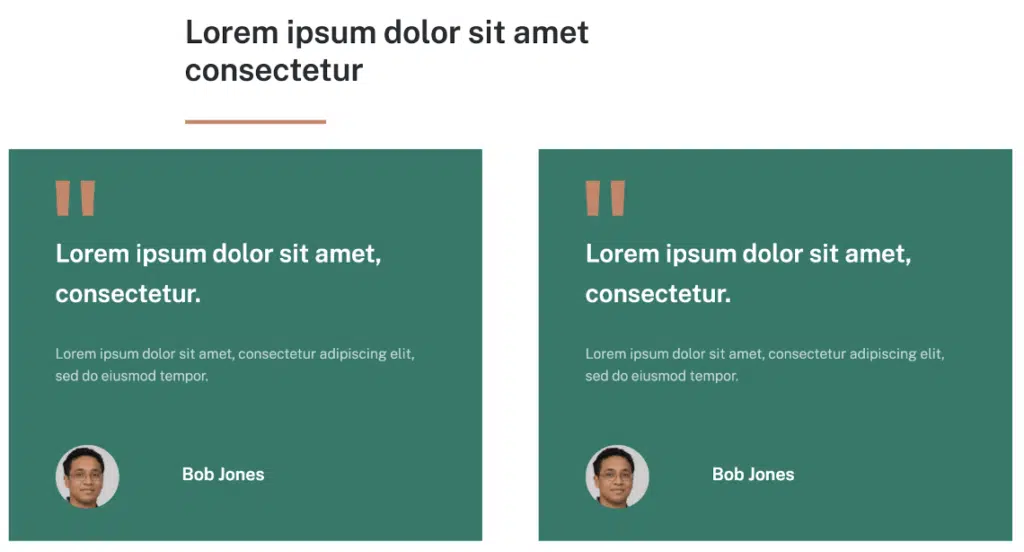 Lorem ipsum dolor sit amet
consectetur
"
Lorem ipsum dolor sit amet,
consectetur.
Lorem ipsum dolor sit amet, consectetur adipiscing elit,
sed do eiusmod tempor.
Bob Jones
"
Lorem ipsum dolor sit amet,
consectetur.
Lorem ipsum dolor sit amet, consectetur adipiscing elit,
sed do eiusmod tempor.
Bob Jones